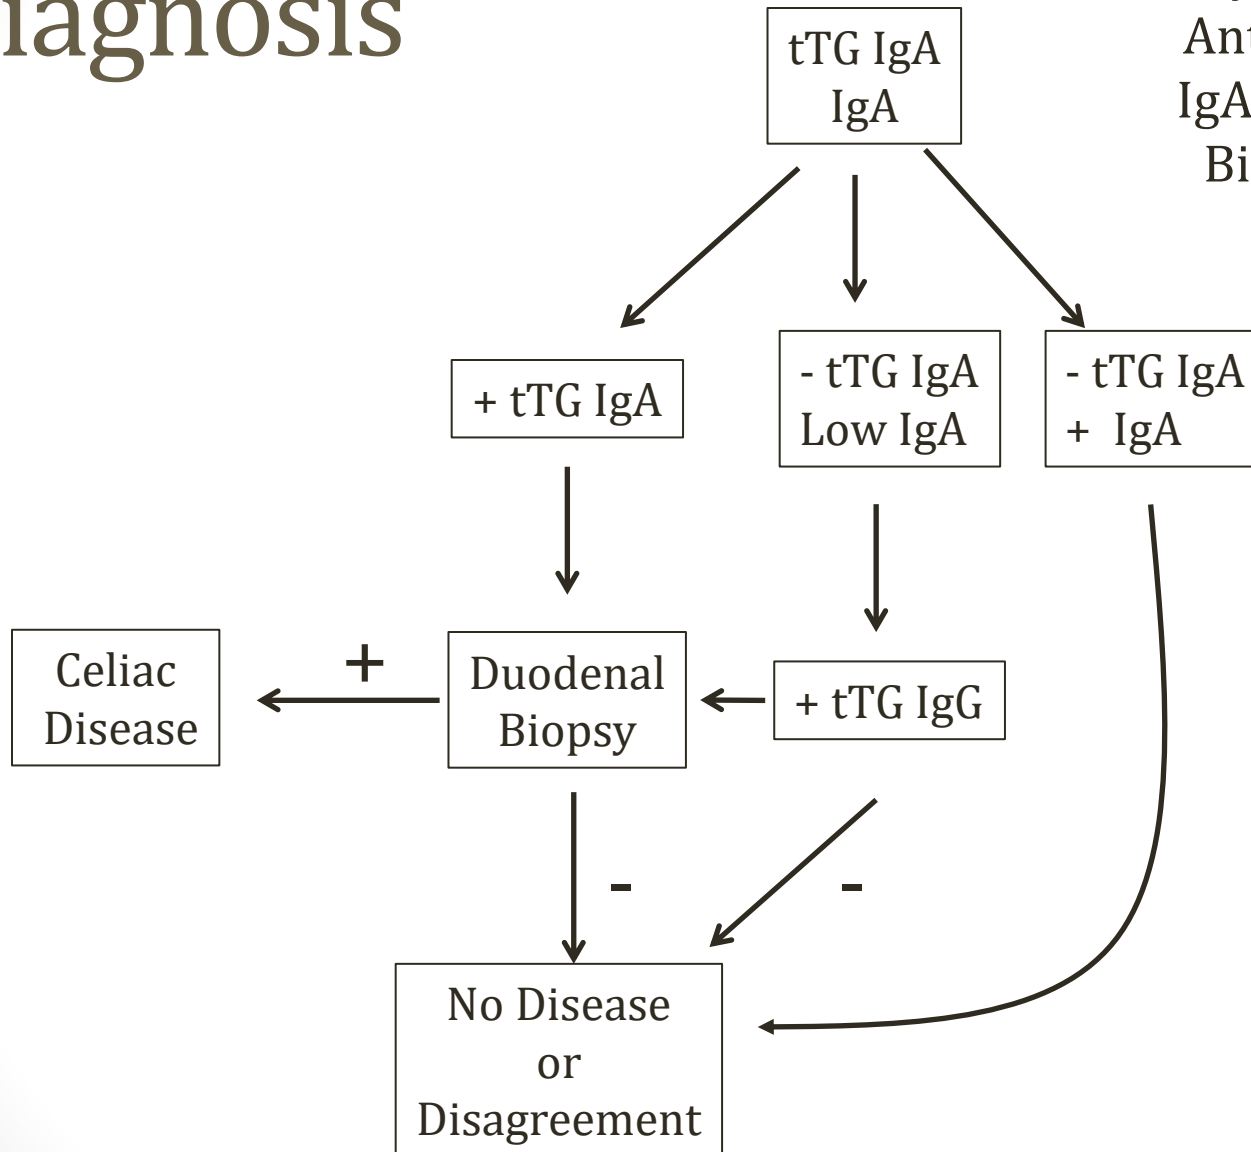 iagnosis
tTG IgA
IgA
Ant
IgA
Bi
+ tTG IgA
- tTG IgA
Low IgA
- tTG IgA
+ IgA
Celiac
Disease
+
Duodenal
Biopsy
+ tTG IgG
-
-
No Disease
or
Disagreement